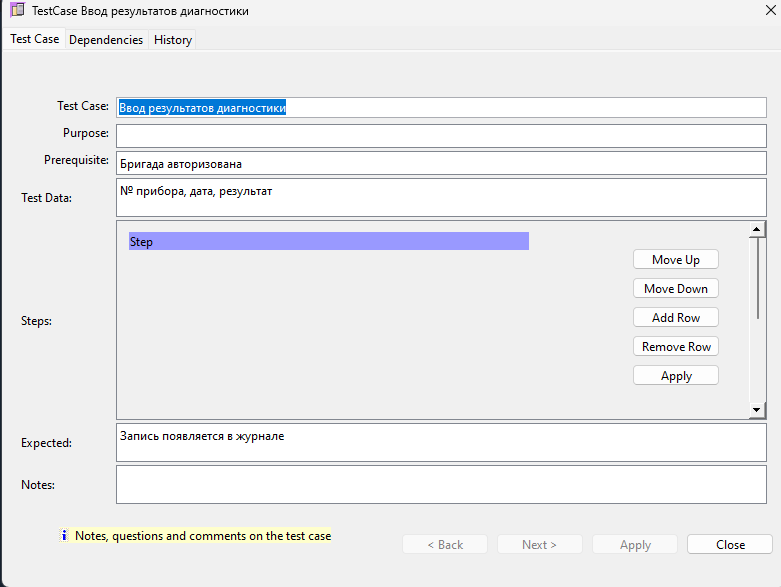 TestCase Ввод результатов диагностики
Test Case Dependencies History
Test Case: Ввод результатов диагностики
Purpose:
Prerequisite: Бригада авторизована
Test Data: № прибора, дата, результат
Steps:
Step
Move Up
Move Down
Add Row
Remove Row
Apply
Expected: Запись появляется в журнале
Notes:
i Notes, questions and comments on the test case
< Back Next > Apply Close